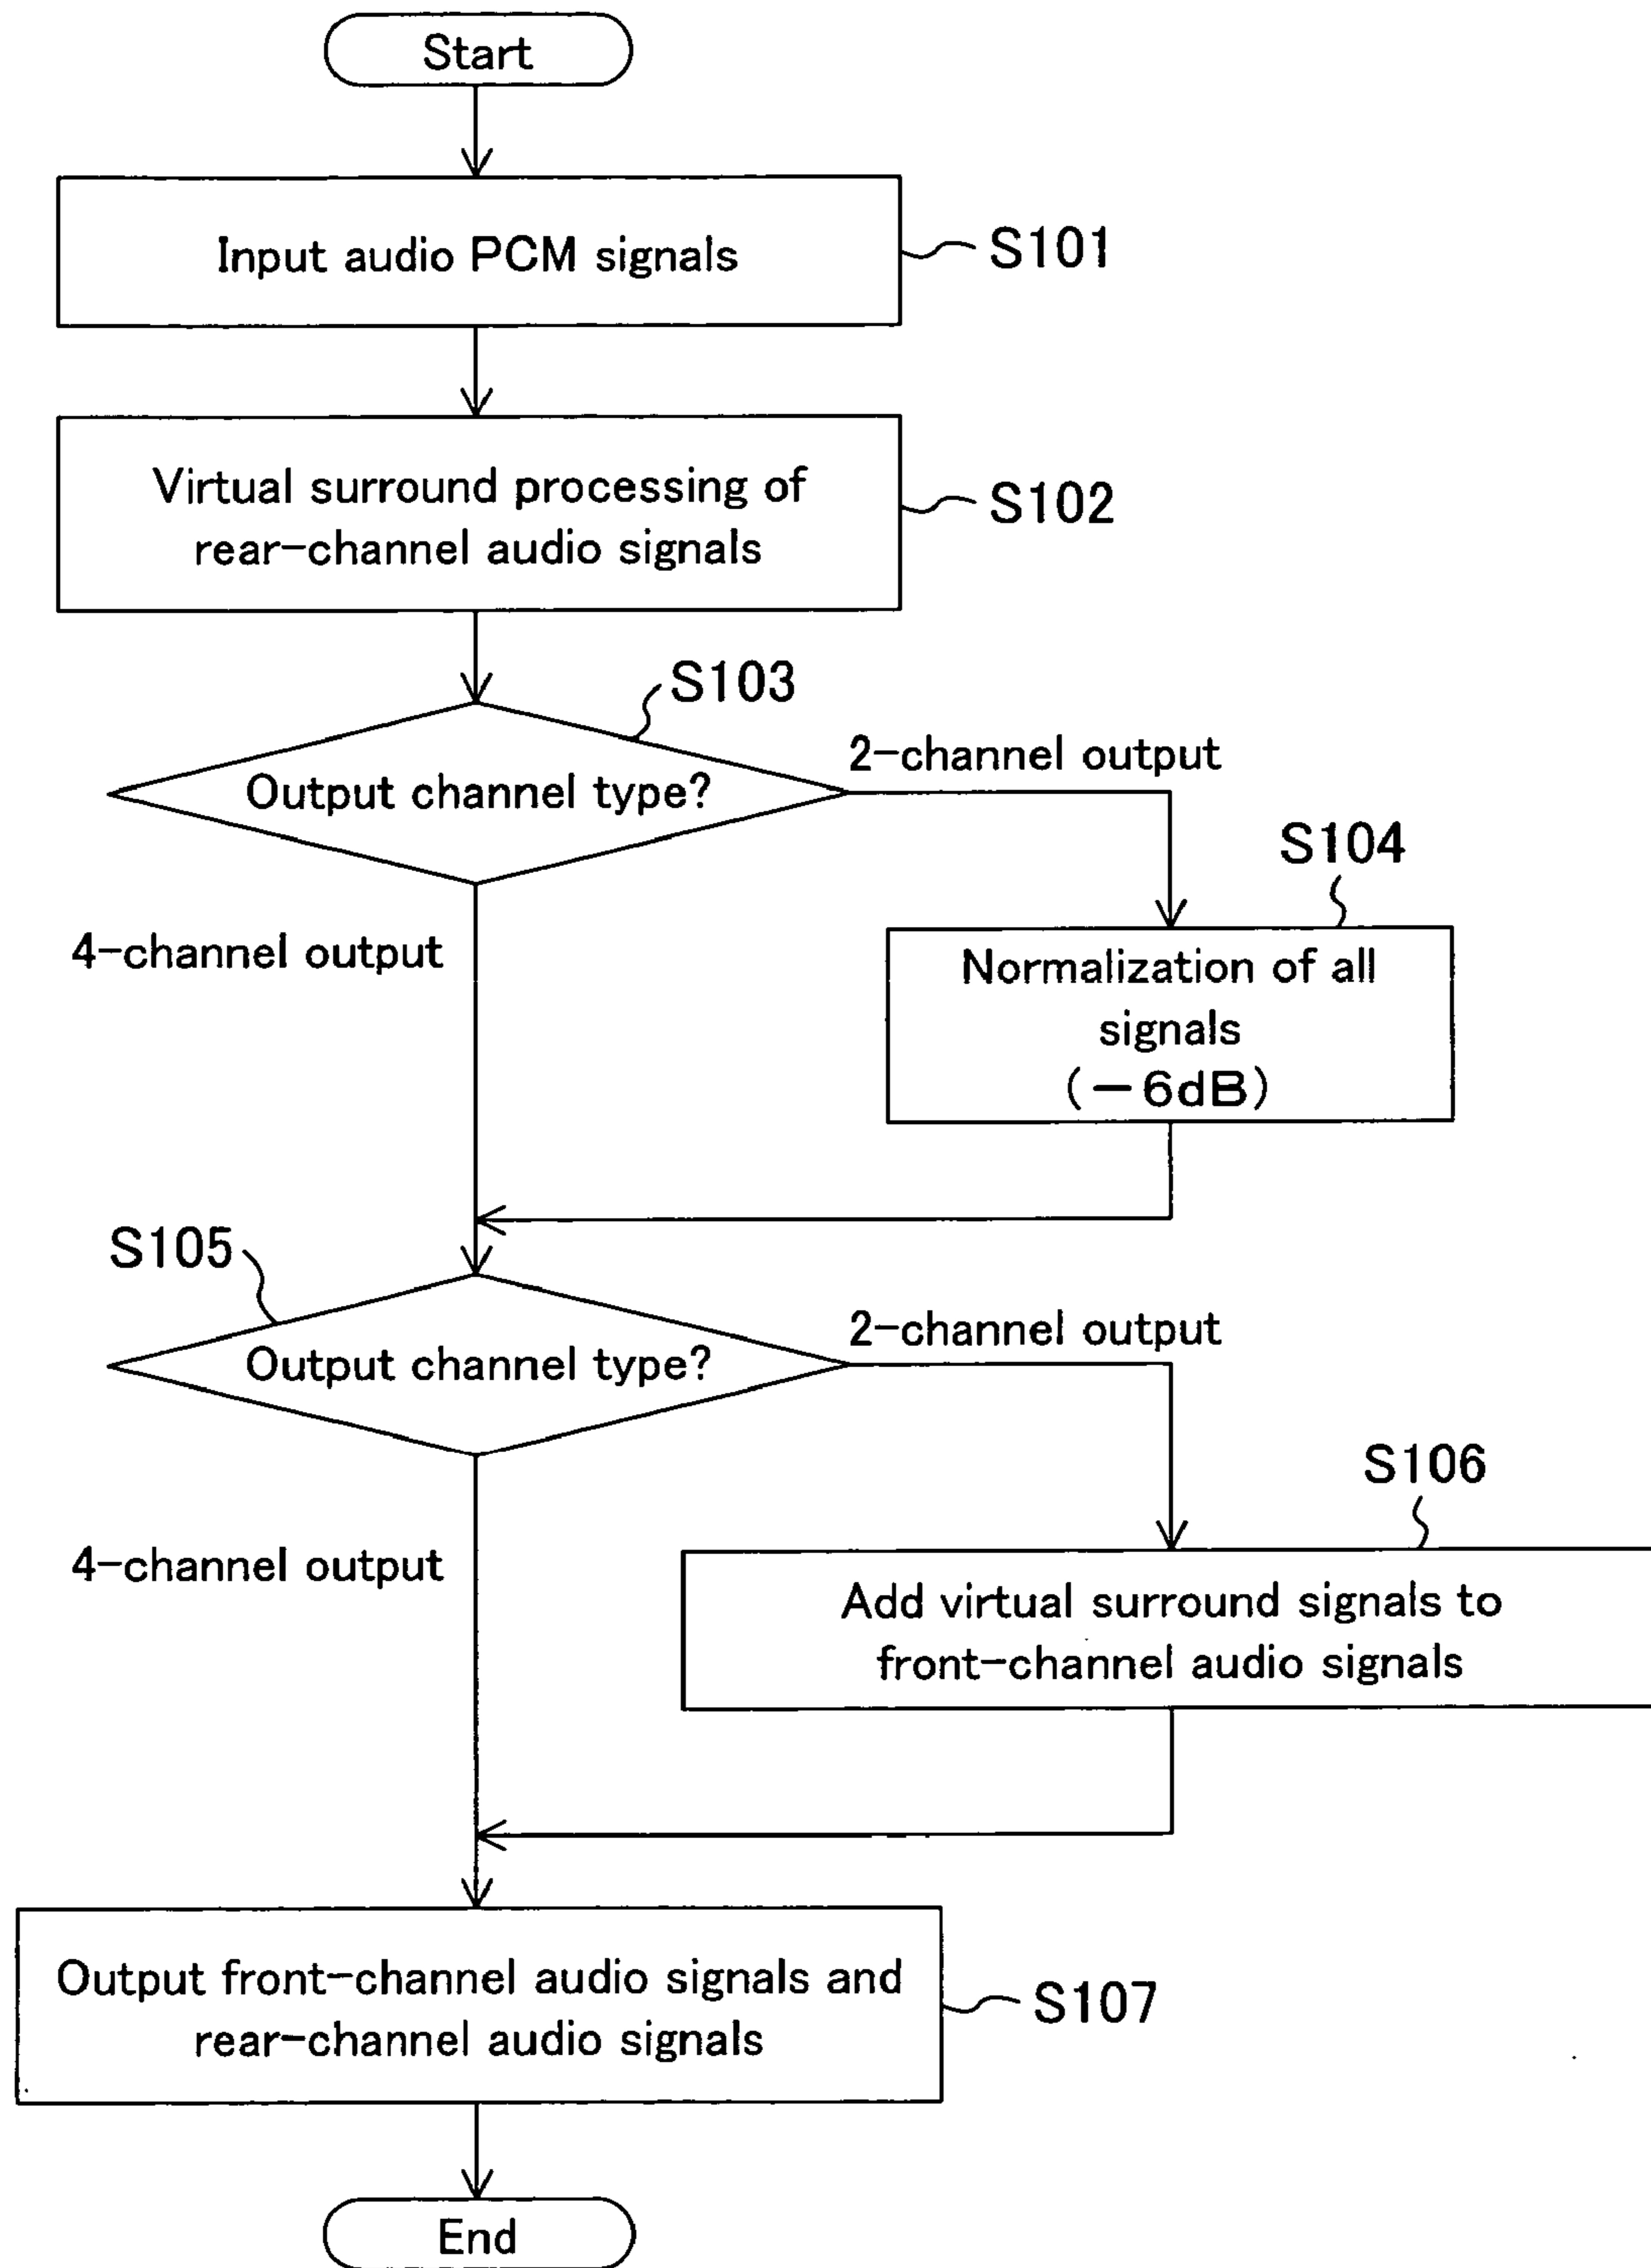 Start
Input audio PCM signals
S101
Virtual surround processing of
rear-channel audio signals
S102
S103
Output channel type?
2-channel output
S104
4-channel output
Normalization of all
signals
(-6dB)
S105
Output channel type?
2-channel output
S106
4-channel output
Add virtual surround signals to
front-channel audio signals
Output front-channel audio signals and
rear-channel audio signals
S107
End